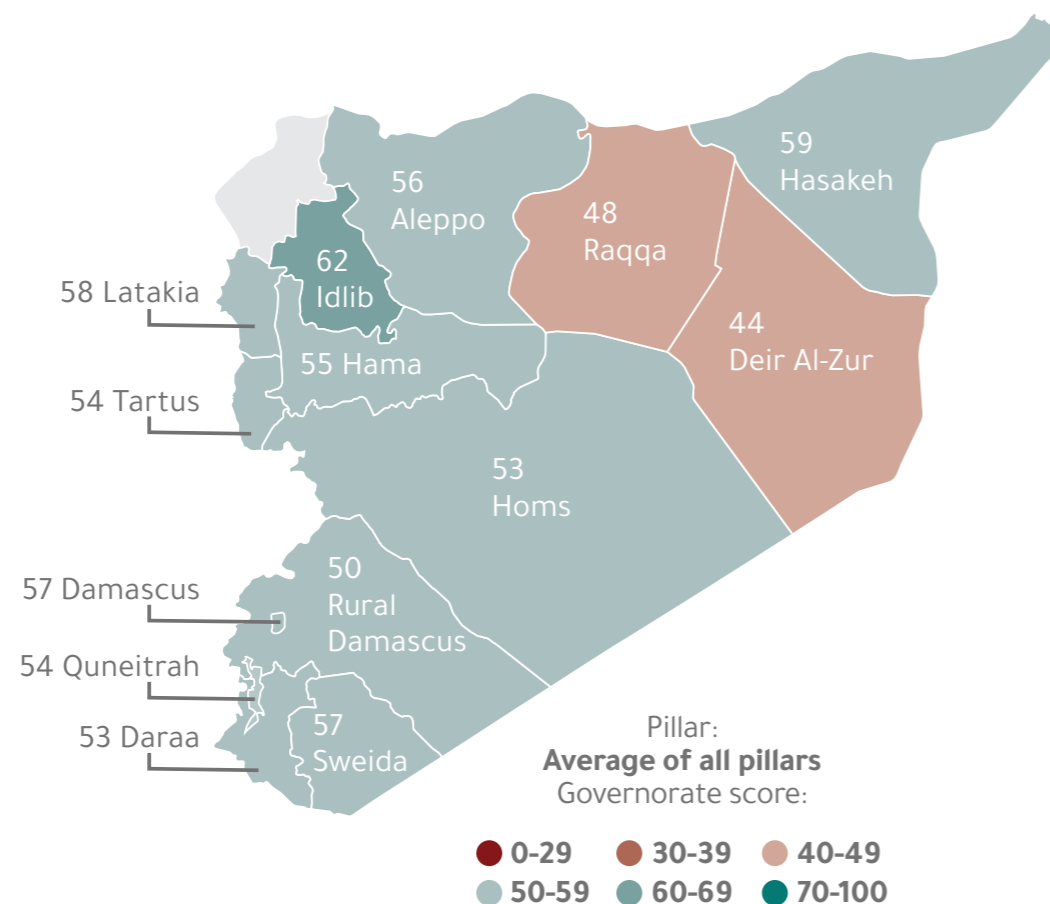 59
Hasakeh
56
Aleppo
48
Raqqa
62
Idlib
58 Latakia
44
Deir Al-Zur
55 Hama
54 Tartus
53
Homs
50
Rural
Damascus
57 Damascus
54 Quneitrah
57
Sweida
53 Daraa
Pillar:
Average of all pillars
Governorate score:
0-29
30-39
40-49
50-59
60-69
70-100